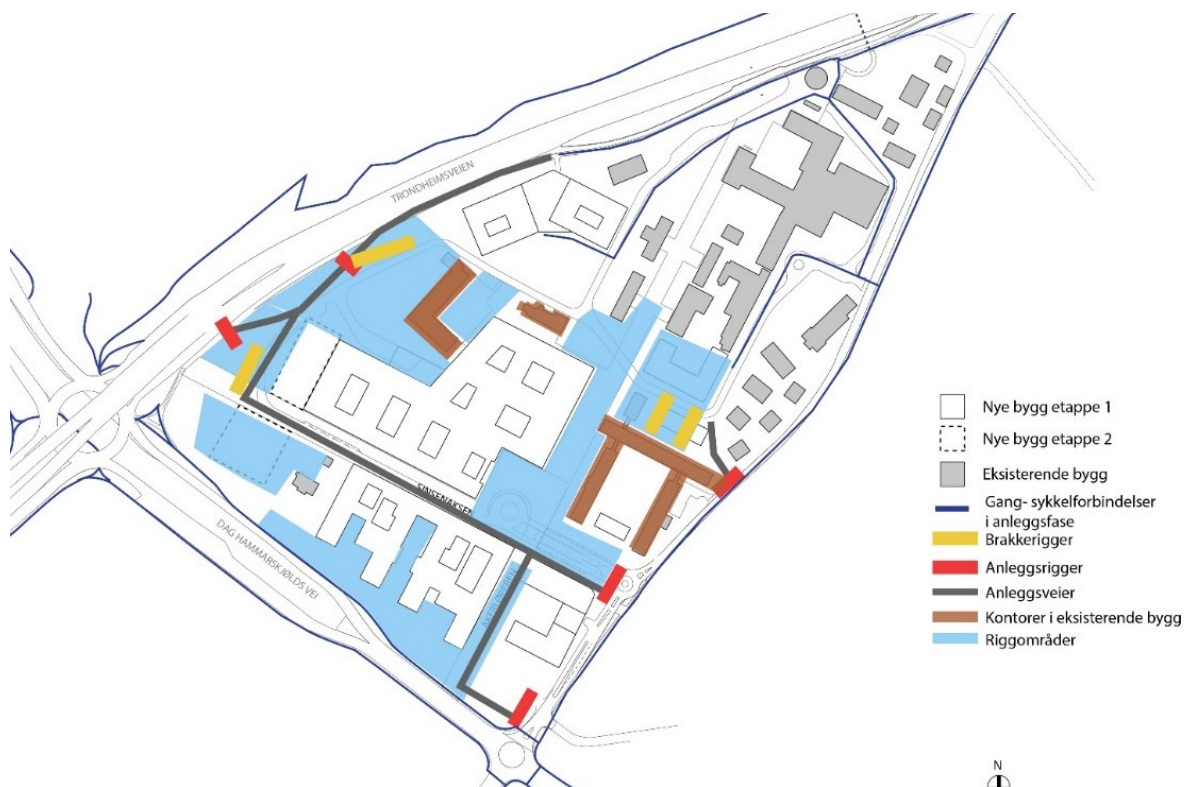 TRONDHEIMSVEIEN
SINSENAKSEN
DAG HAMMARSKJØLDS VEI
Nye bygg etappe 1
Nye bygg etappe 2
Eksisterende bygg
Gang- sykkelforbindelser
i anleggsfase
Brakkerigger
Anleggsrigger
Anleggsveier
Kontorer i eksisterende bygg
Riggområder
N